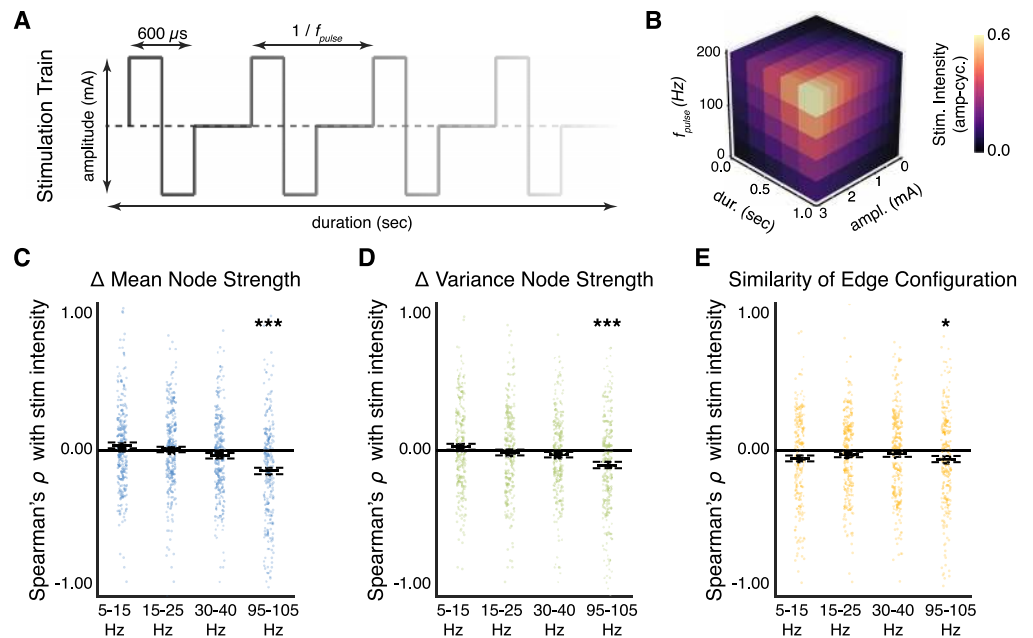 A
600 µs
1 / fpulse
Stimulation Train
amplitude (mA)
duration (sec)
B
200
100
0
fpulse (Hz)
0.0
0.5
1.0
dur. (sec)
3
2
1
0
ampl. (mA)
Stim. Intensity
(amp-cyc.)
0.6
0.0
C
Δ Mean Node Strength
Spearman's ρ with stim intensity
1.00
0.00
-1.00
***
5-15 15-25 30-40 95-105
Hz Hz Hz Hz
D
Δ Variance Node Strength
Spearman's ρ with stim intensity
1.00
0.00
-1.00
***
5-15 15-25 30-40 95-105
Hz Hz Hz Hz
E
Similarity of Edge Configuration
Spearman's ρ with stim intensity
1.00
0.00
-1.00
*
5-15 15-25 30-40 95-105
Hz Hz Hz Hz